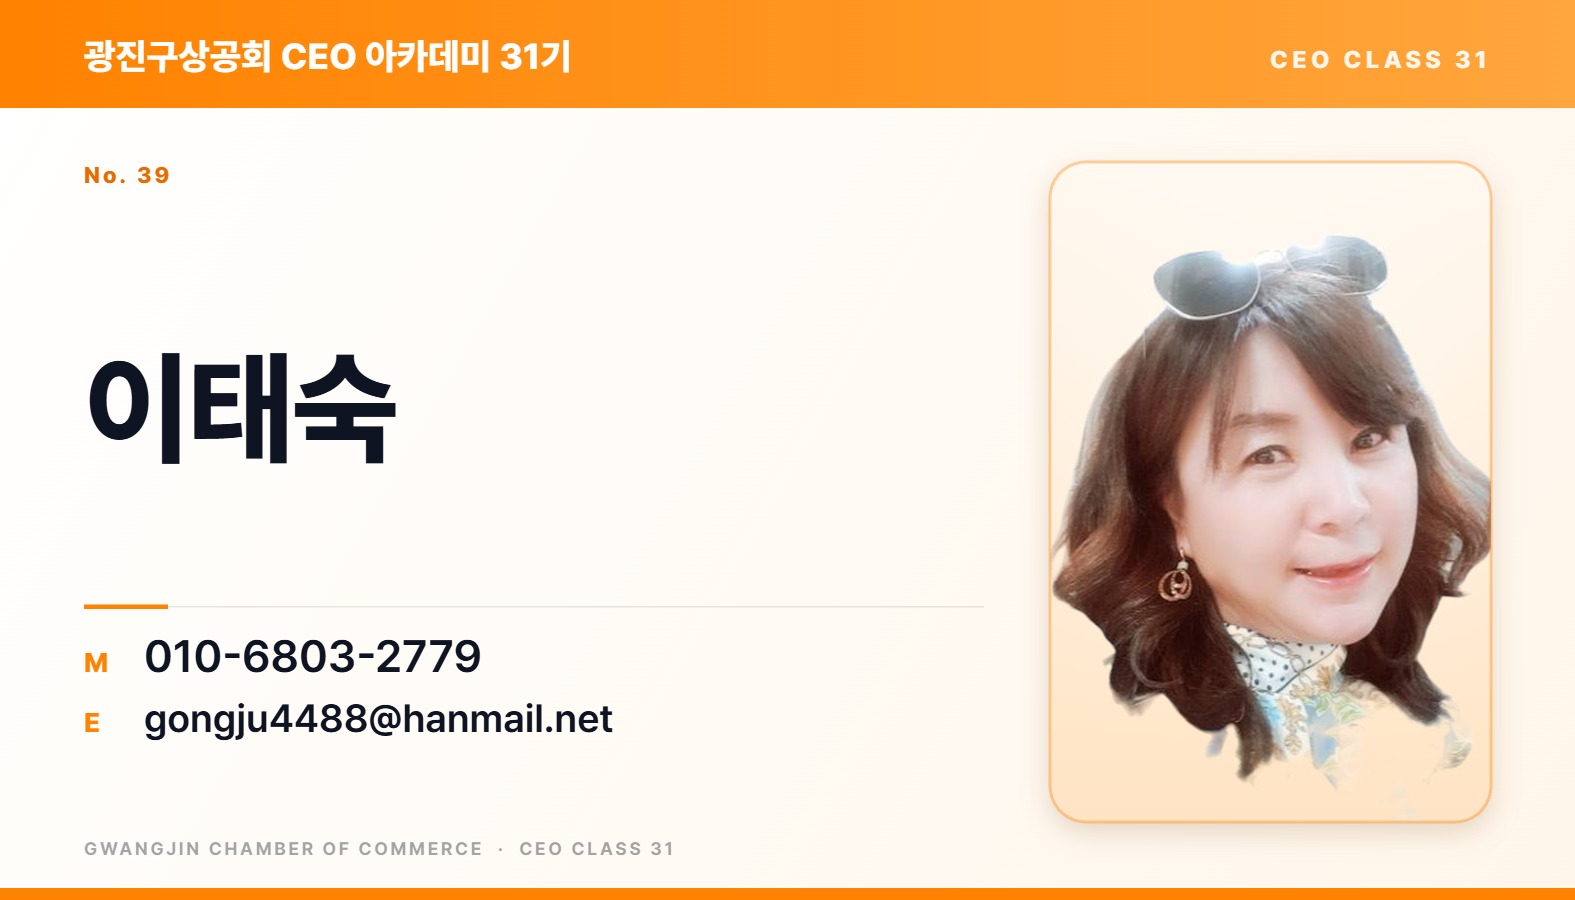 광진구상공회 CEO 아카데미 31기
CEO CLASS 31
No. 39
이태숙
M 010-6803-2779
E gongju4488@hanmail.net
GWANGJIN CHAMBER OF COMMERCE · CEO CLASS 31